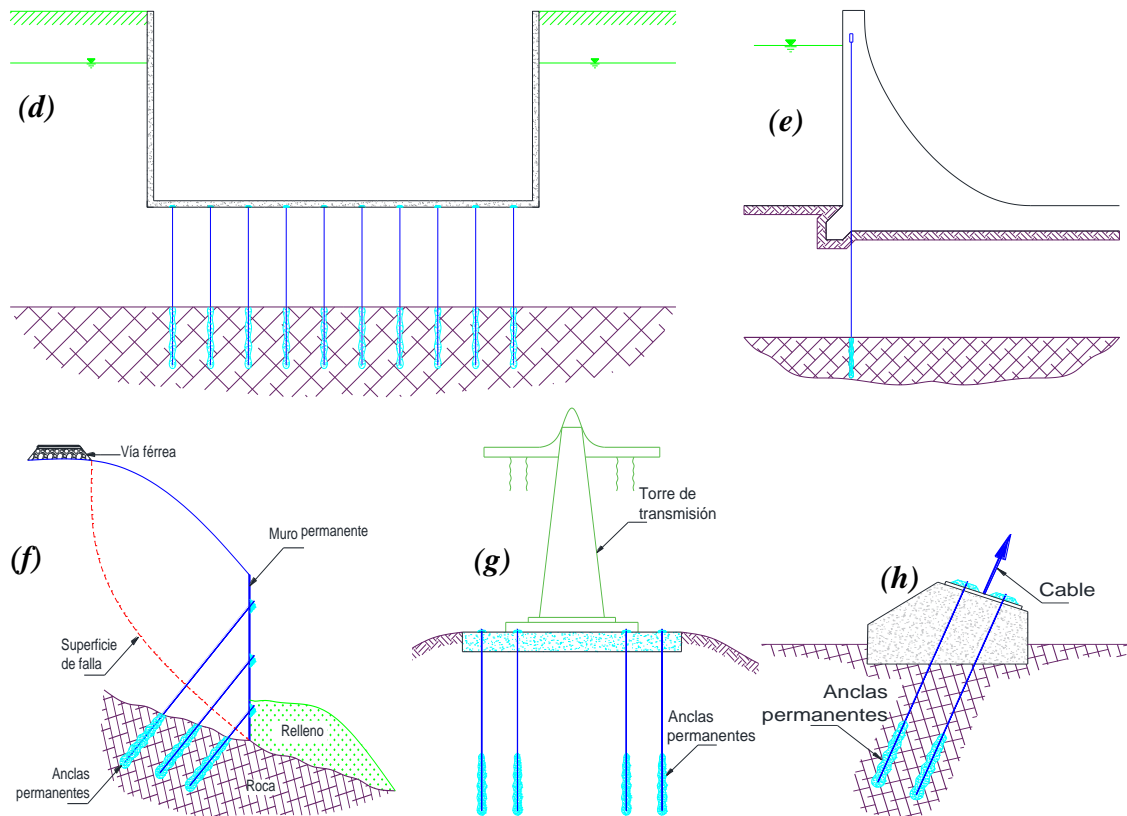 (d)
(e)
Vía férrea
Muro permanente
(f)
Superficie
de falla
Relleno
Anclas
permanentes
Roca
Torre de
transmisión
(g)
Anclas
permanentes
(h)
Cable
Anclas
permanentes